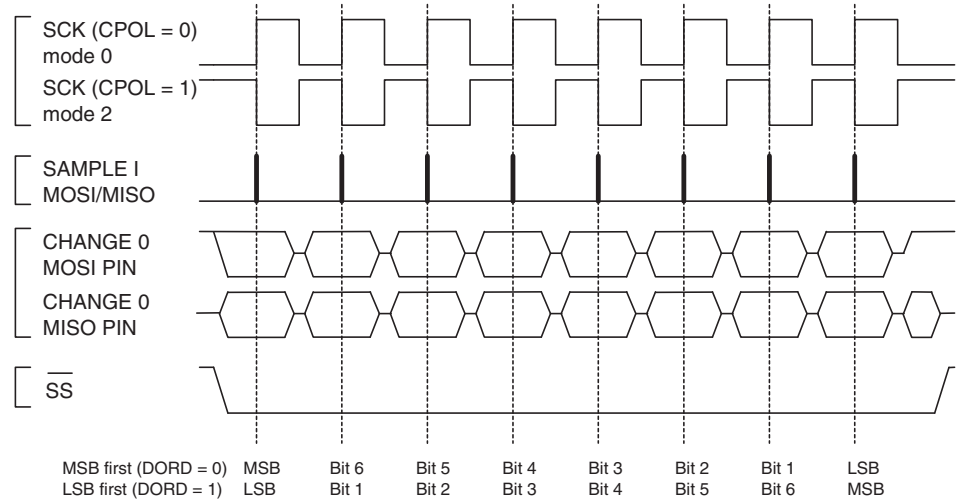 SCK (CPOL = 0)
mode 0
SCK (CPOL = 1)
mode 2
SAMPLE I
MOSI/MISO
CHANGE 0
MOSI PIN
CHANGE 0
MISO PIN
SS
MSB first (DORD = 0) MSB Bit 6 Bit 5 Bit 4 Bit 3 Bit 2 Bit 1 LSB
LSB first (DORD = 1) LSB Bit 1 Bit 2 Bit 3 Bit 4 Bit 5 Bit 6 MSB